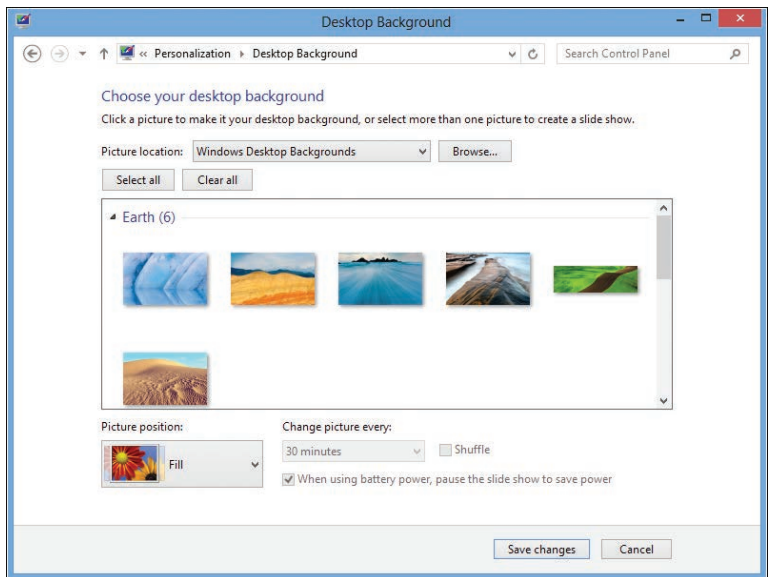 Desktop Background
« Personalization Desktop Background
Search Control Panel
Choose your desktop background
Click a picture to make it your desktop background, or select more than one picture to create a slide show.
Picture location: Windows Desktop Backgrounds Browse...
Select all Clear all
Earth (6)
Picture position: Change picture every:
Fill 30 minutes Shuffle
When using battery power, pause the slide show to save power
Save changes Cancel